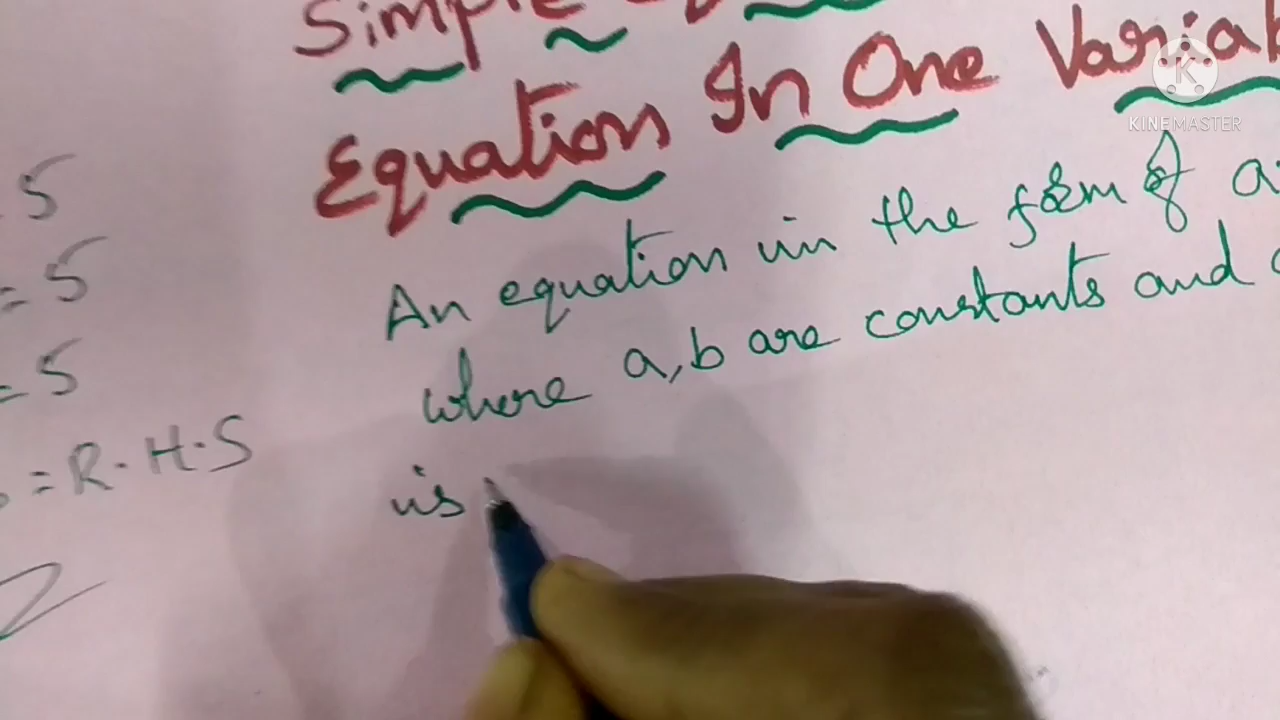 Simple
Equation In One Variab
An equation in the form of a
where a, b are constants and
is
5
= 5
= 5
= R.H.S
K
KINEMASTER